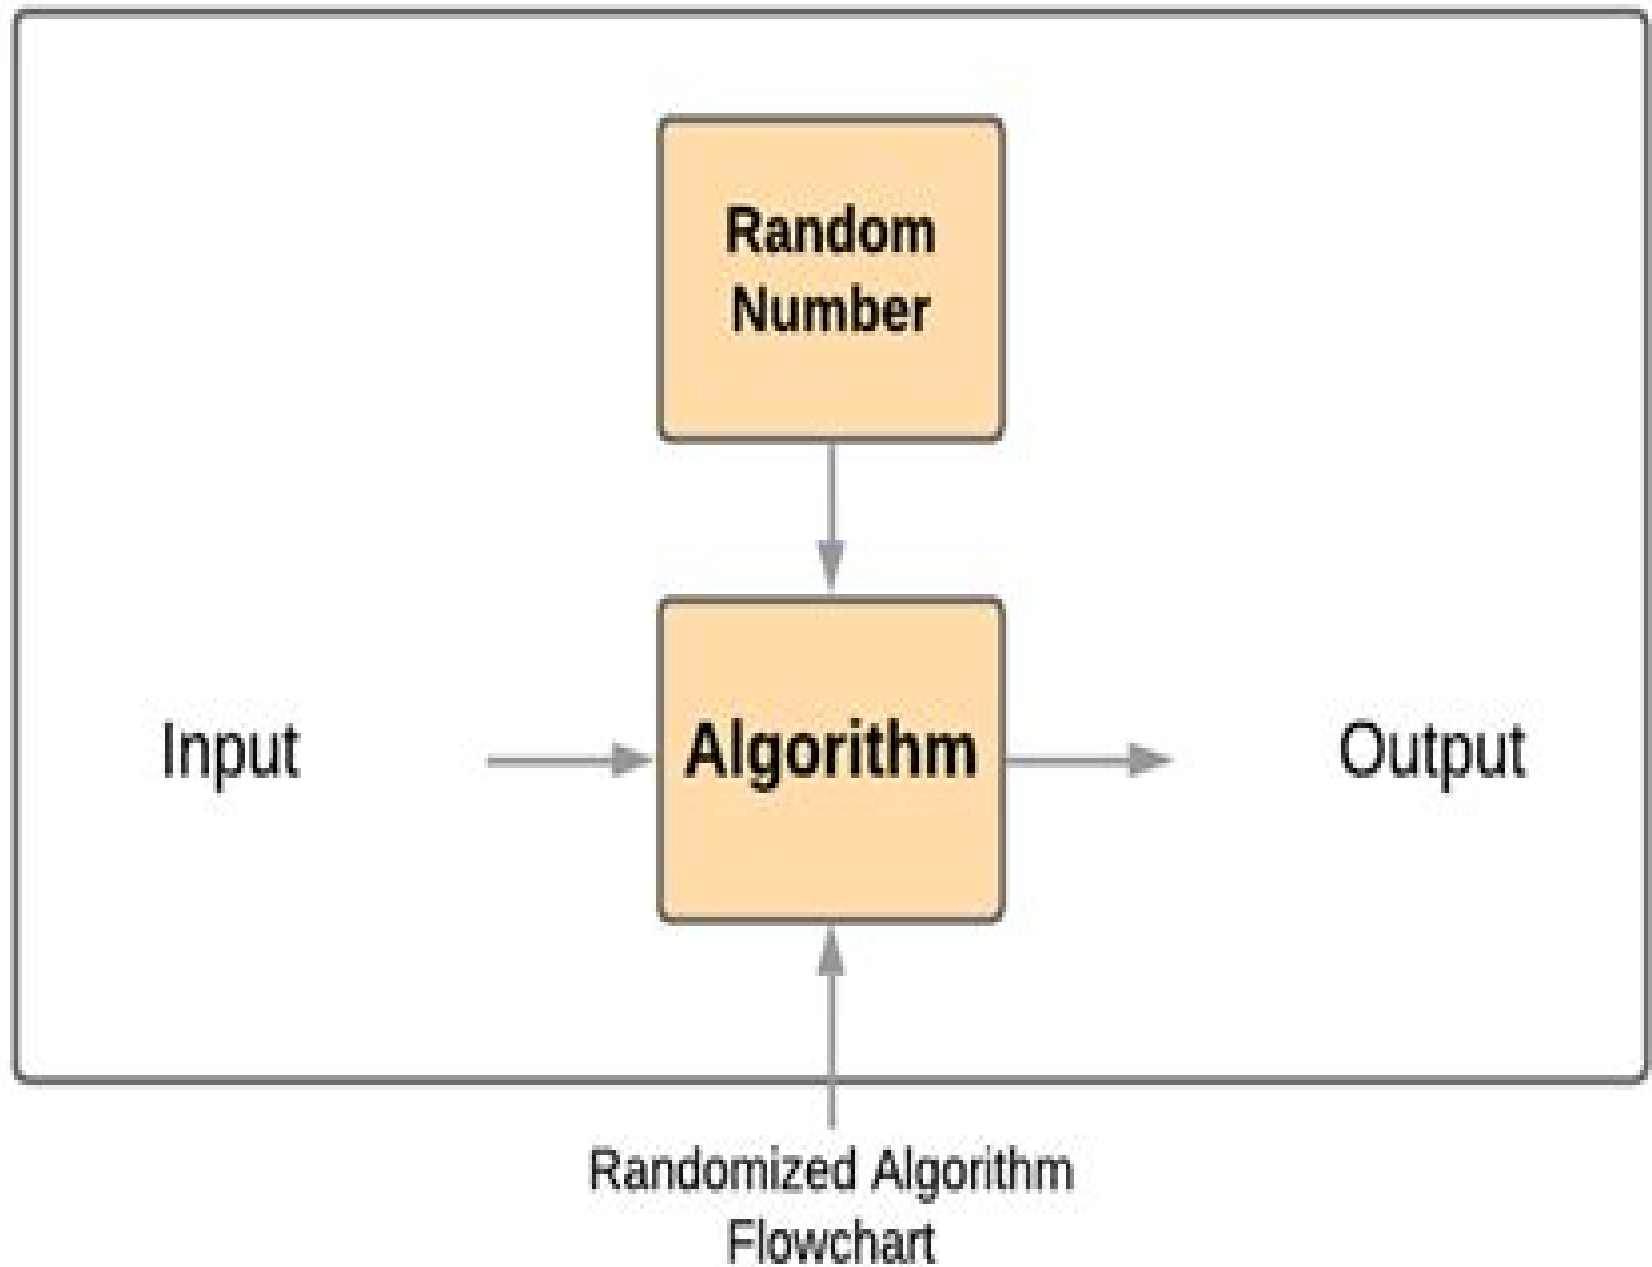 Random
Number
Input
Algorithm
Output
Randomized Algorithm
Flowchart